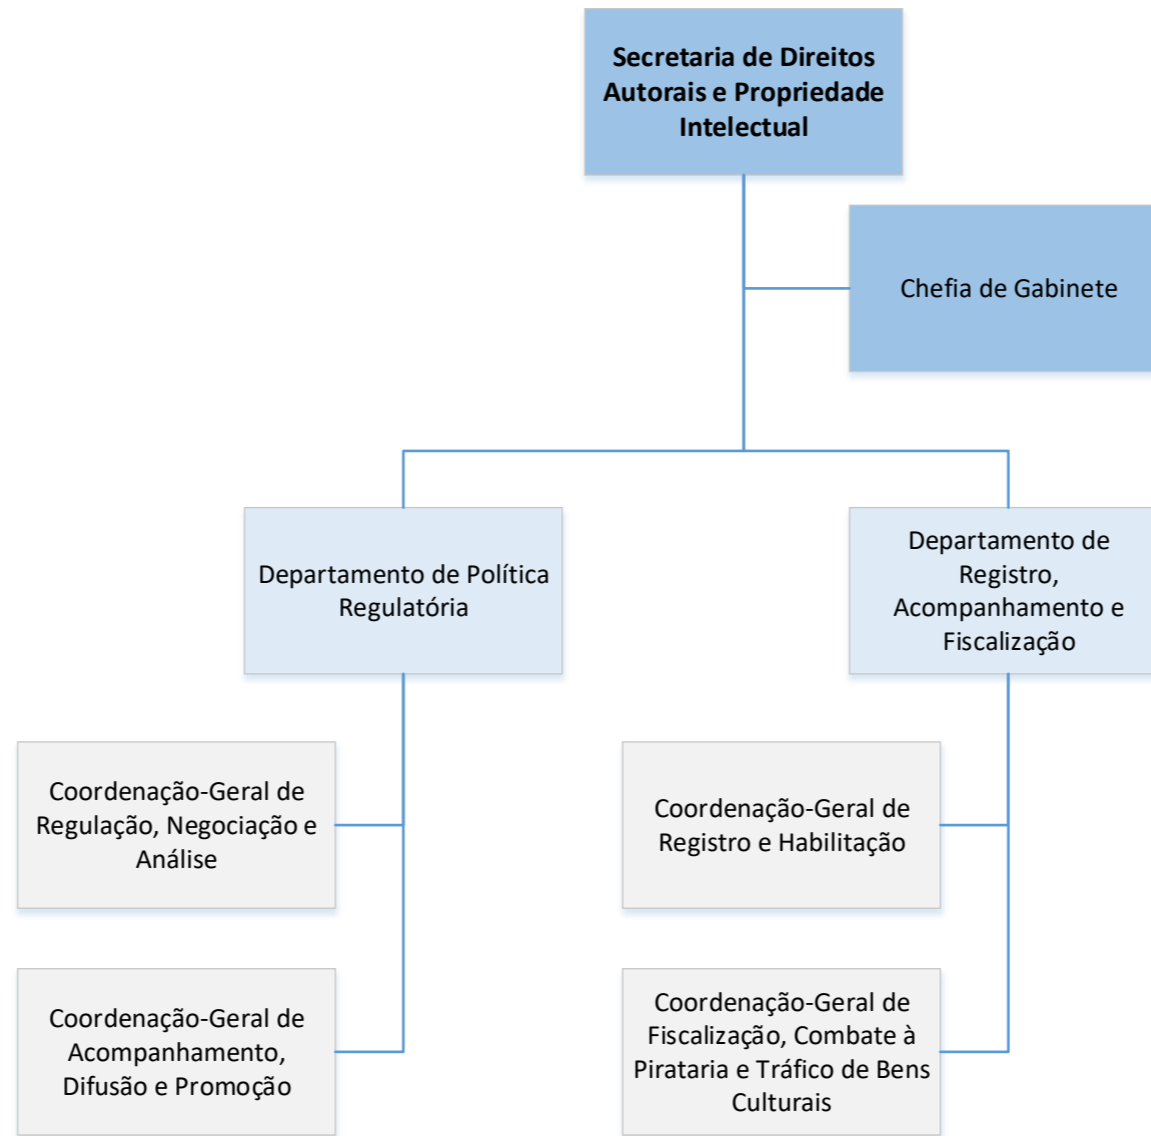 Secretaria de Direitos
Autorais e Propriedade
Intelectual
Chefia de Gabinete
Departamento de Política
Regulatória
Departamento de
Registro,
Acompanhamento e
Fiscalização
Coordenação-Geral de
Regulação, Negociação e
Análise
Coordenação-Geral de
Registro e Habilitação
Coordenação-Geral de
Acompanhamento,
Difusão e Promoção
Coordenação-Geral de
Fiscalização, Combate à
Pirataria e Tráfico de Bens
Culturais